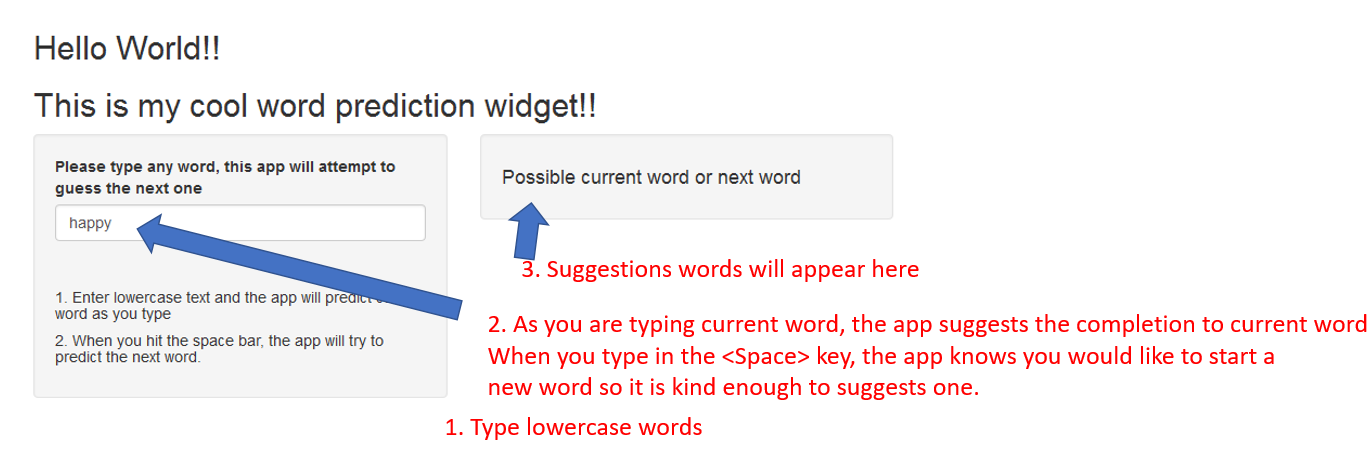 Hello World!!
This is my cool word prediction widget!!
Please type any word, this app will attempt to
guess the next one
happy
1. Enter lowercase text and the app will predict
word as you type
2. When you hit the space bar, the app will try to
predict the next word.
Possible current word or next word
3. Suggestions words will appear here
2. As you are typing current word, the app suggests the completion to current word
When you type in the <Space> key, the app knows you would like to start a
new word so it is kind enough to suggests one.
1. Type lowercase words